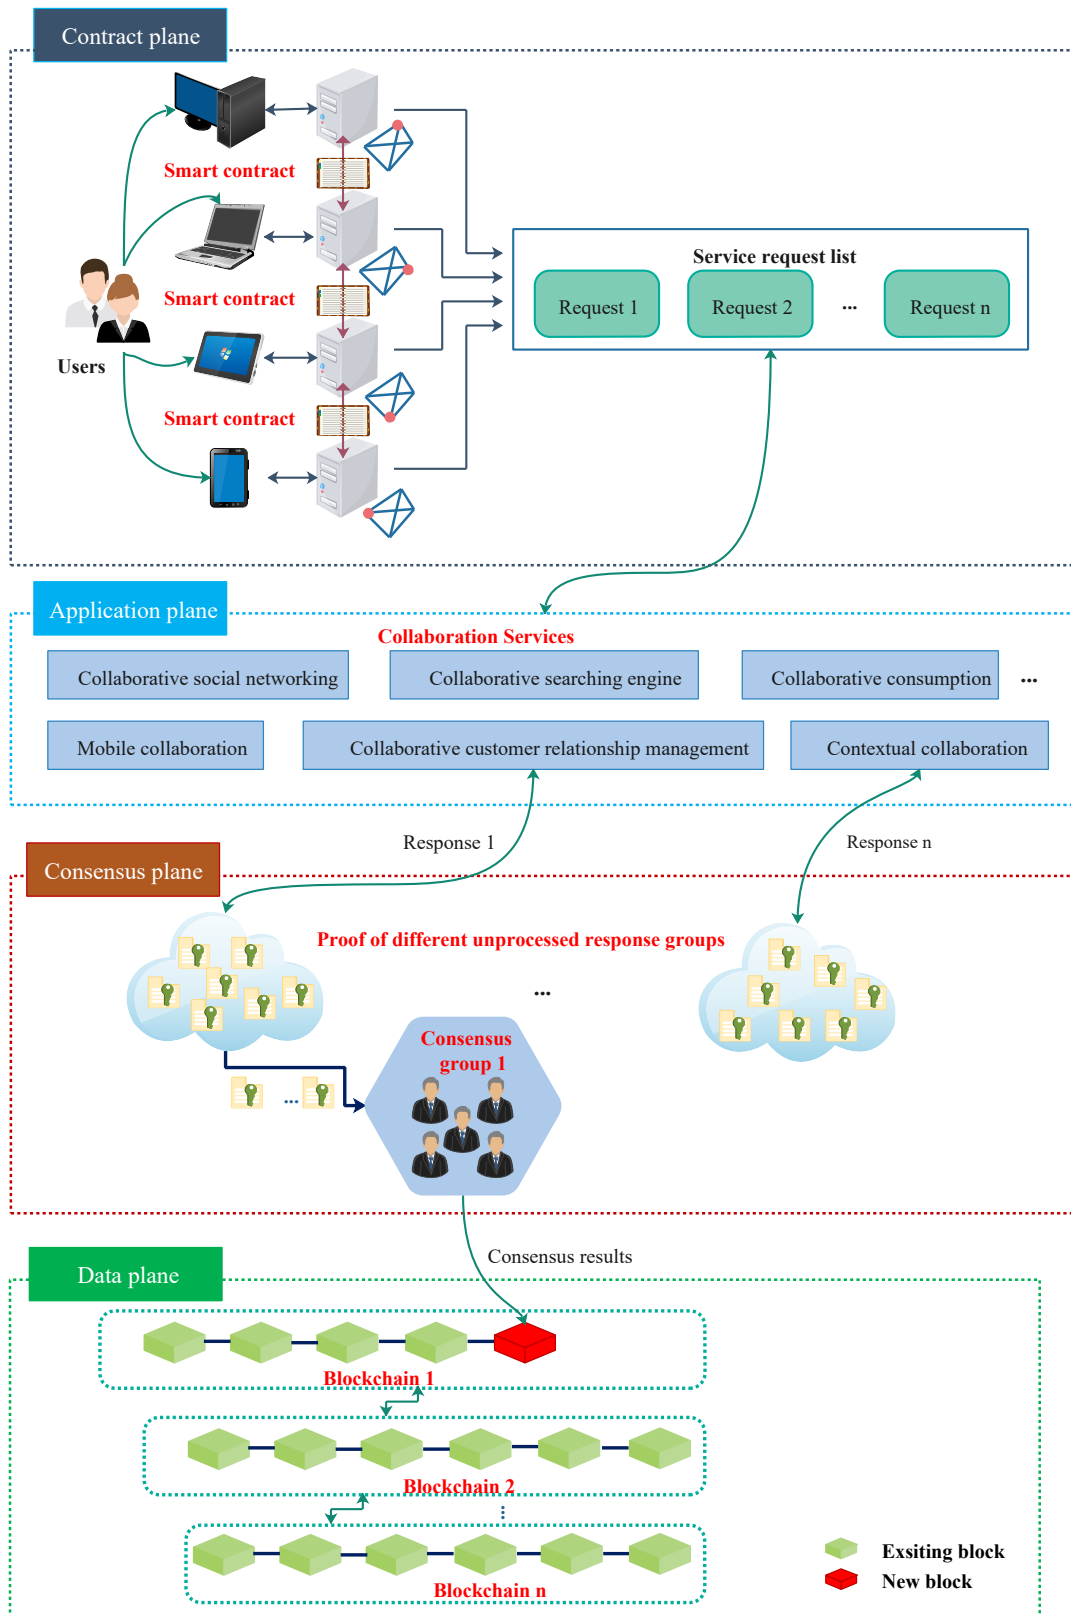 Contract plane
Smart contract
Smart contract
Users
Smart contract
Service request list
Request 1
Request 2
...
Request n
Application plane
Collaboration Services
Collaborative social networking
Collaborative searching engine
Collaborative consumption
...
Mobile collaboration
Collaborative customer relationship management
Contextual collaboration
Response 1
Response n
Consensus plane
Proof of different unprocessed response groups
...
Consensus
group 1
...
Consensus results
Data plane
Blockchain 1
Blockchain 2
...
Blockchain n
Exsiting block
New block